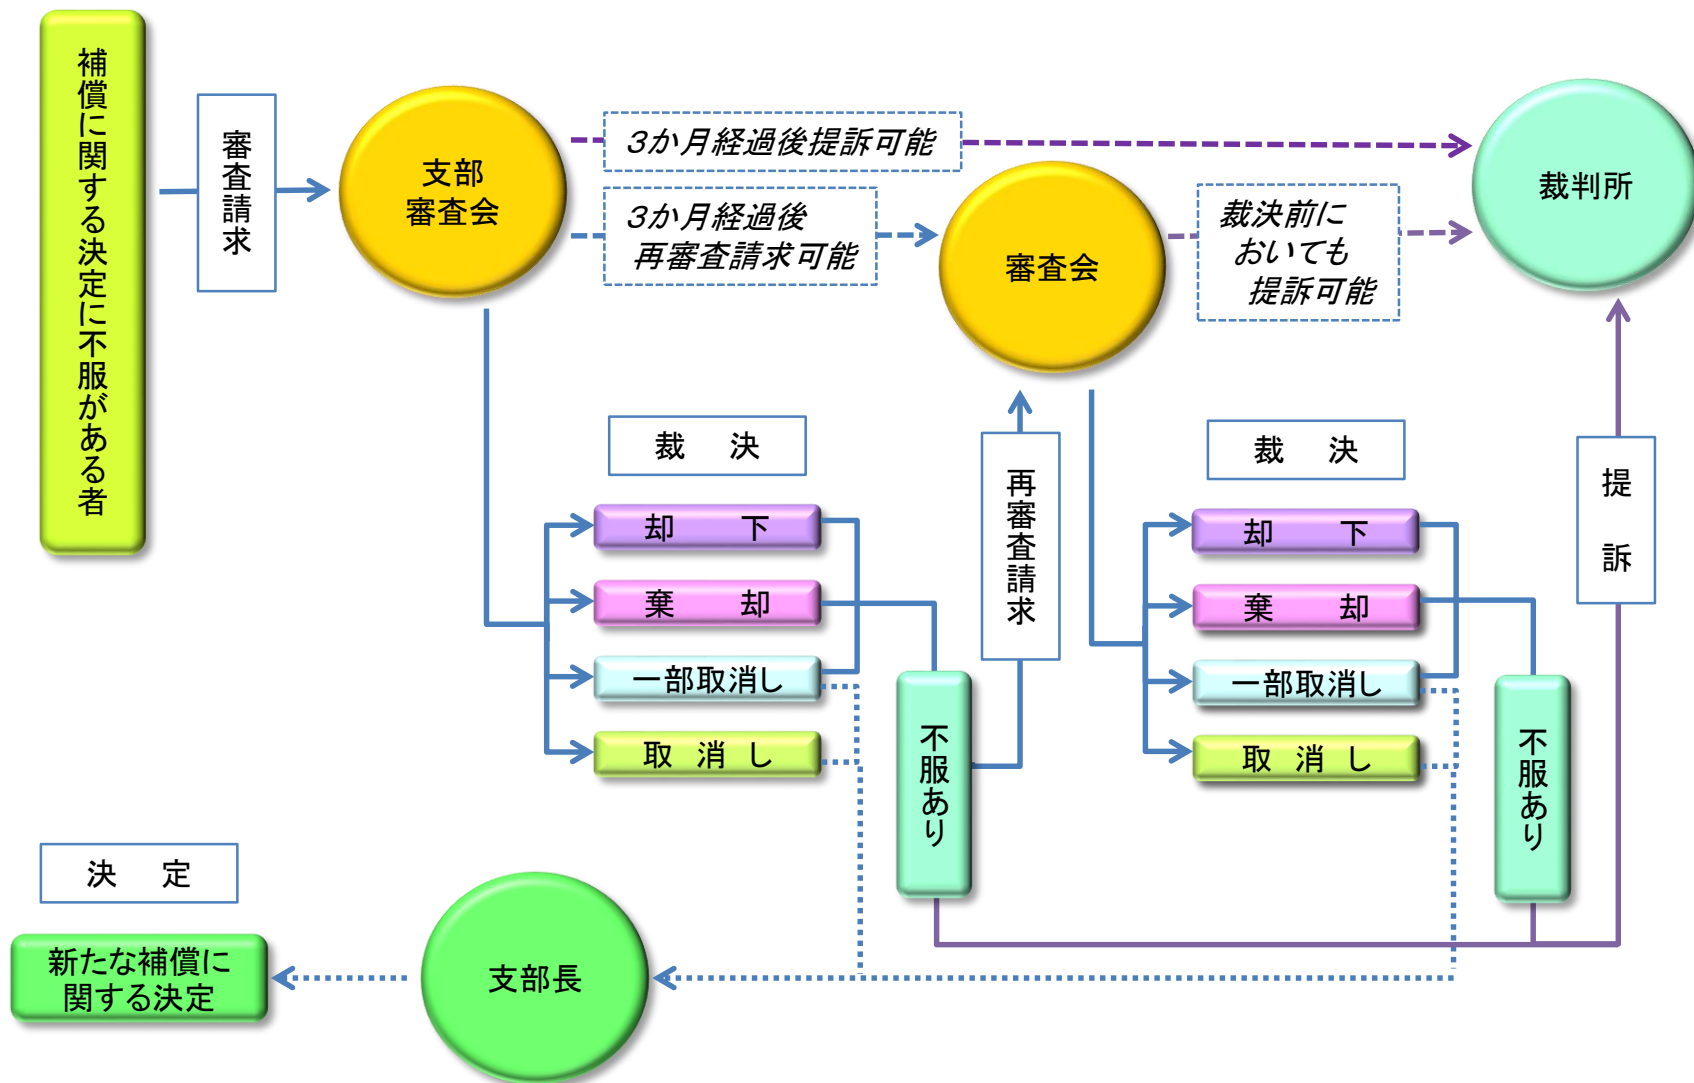 補償に関する決定に不服がある者
審査請求
支部
審査会
３か月経過後提訴可能
３か月経過後
再審査請求可能
審査会
裁決前に
おいても
提訴可能
裁判所
裁　決
却　下
棄　却
一部取消し
取 消 し
不服あり
再審査請求
裁　決
却　下
棄　却
一部取消し
取 消 し
不服あり
提　訴
決　定
新たな補償に
関する決定
支部長